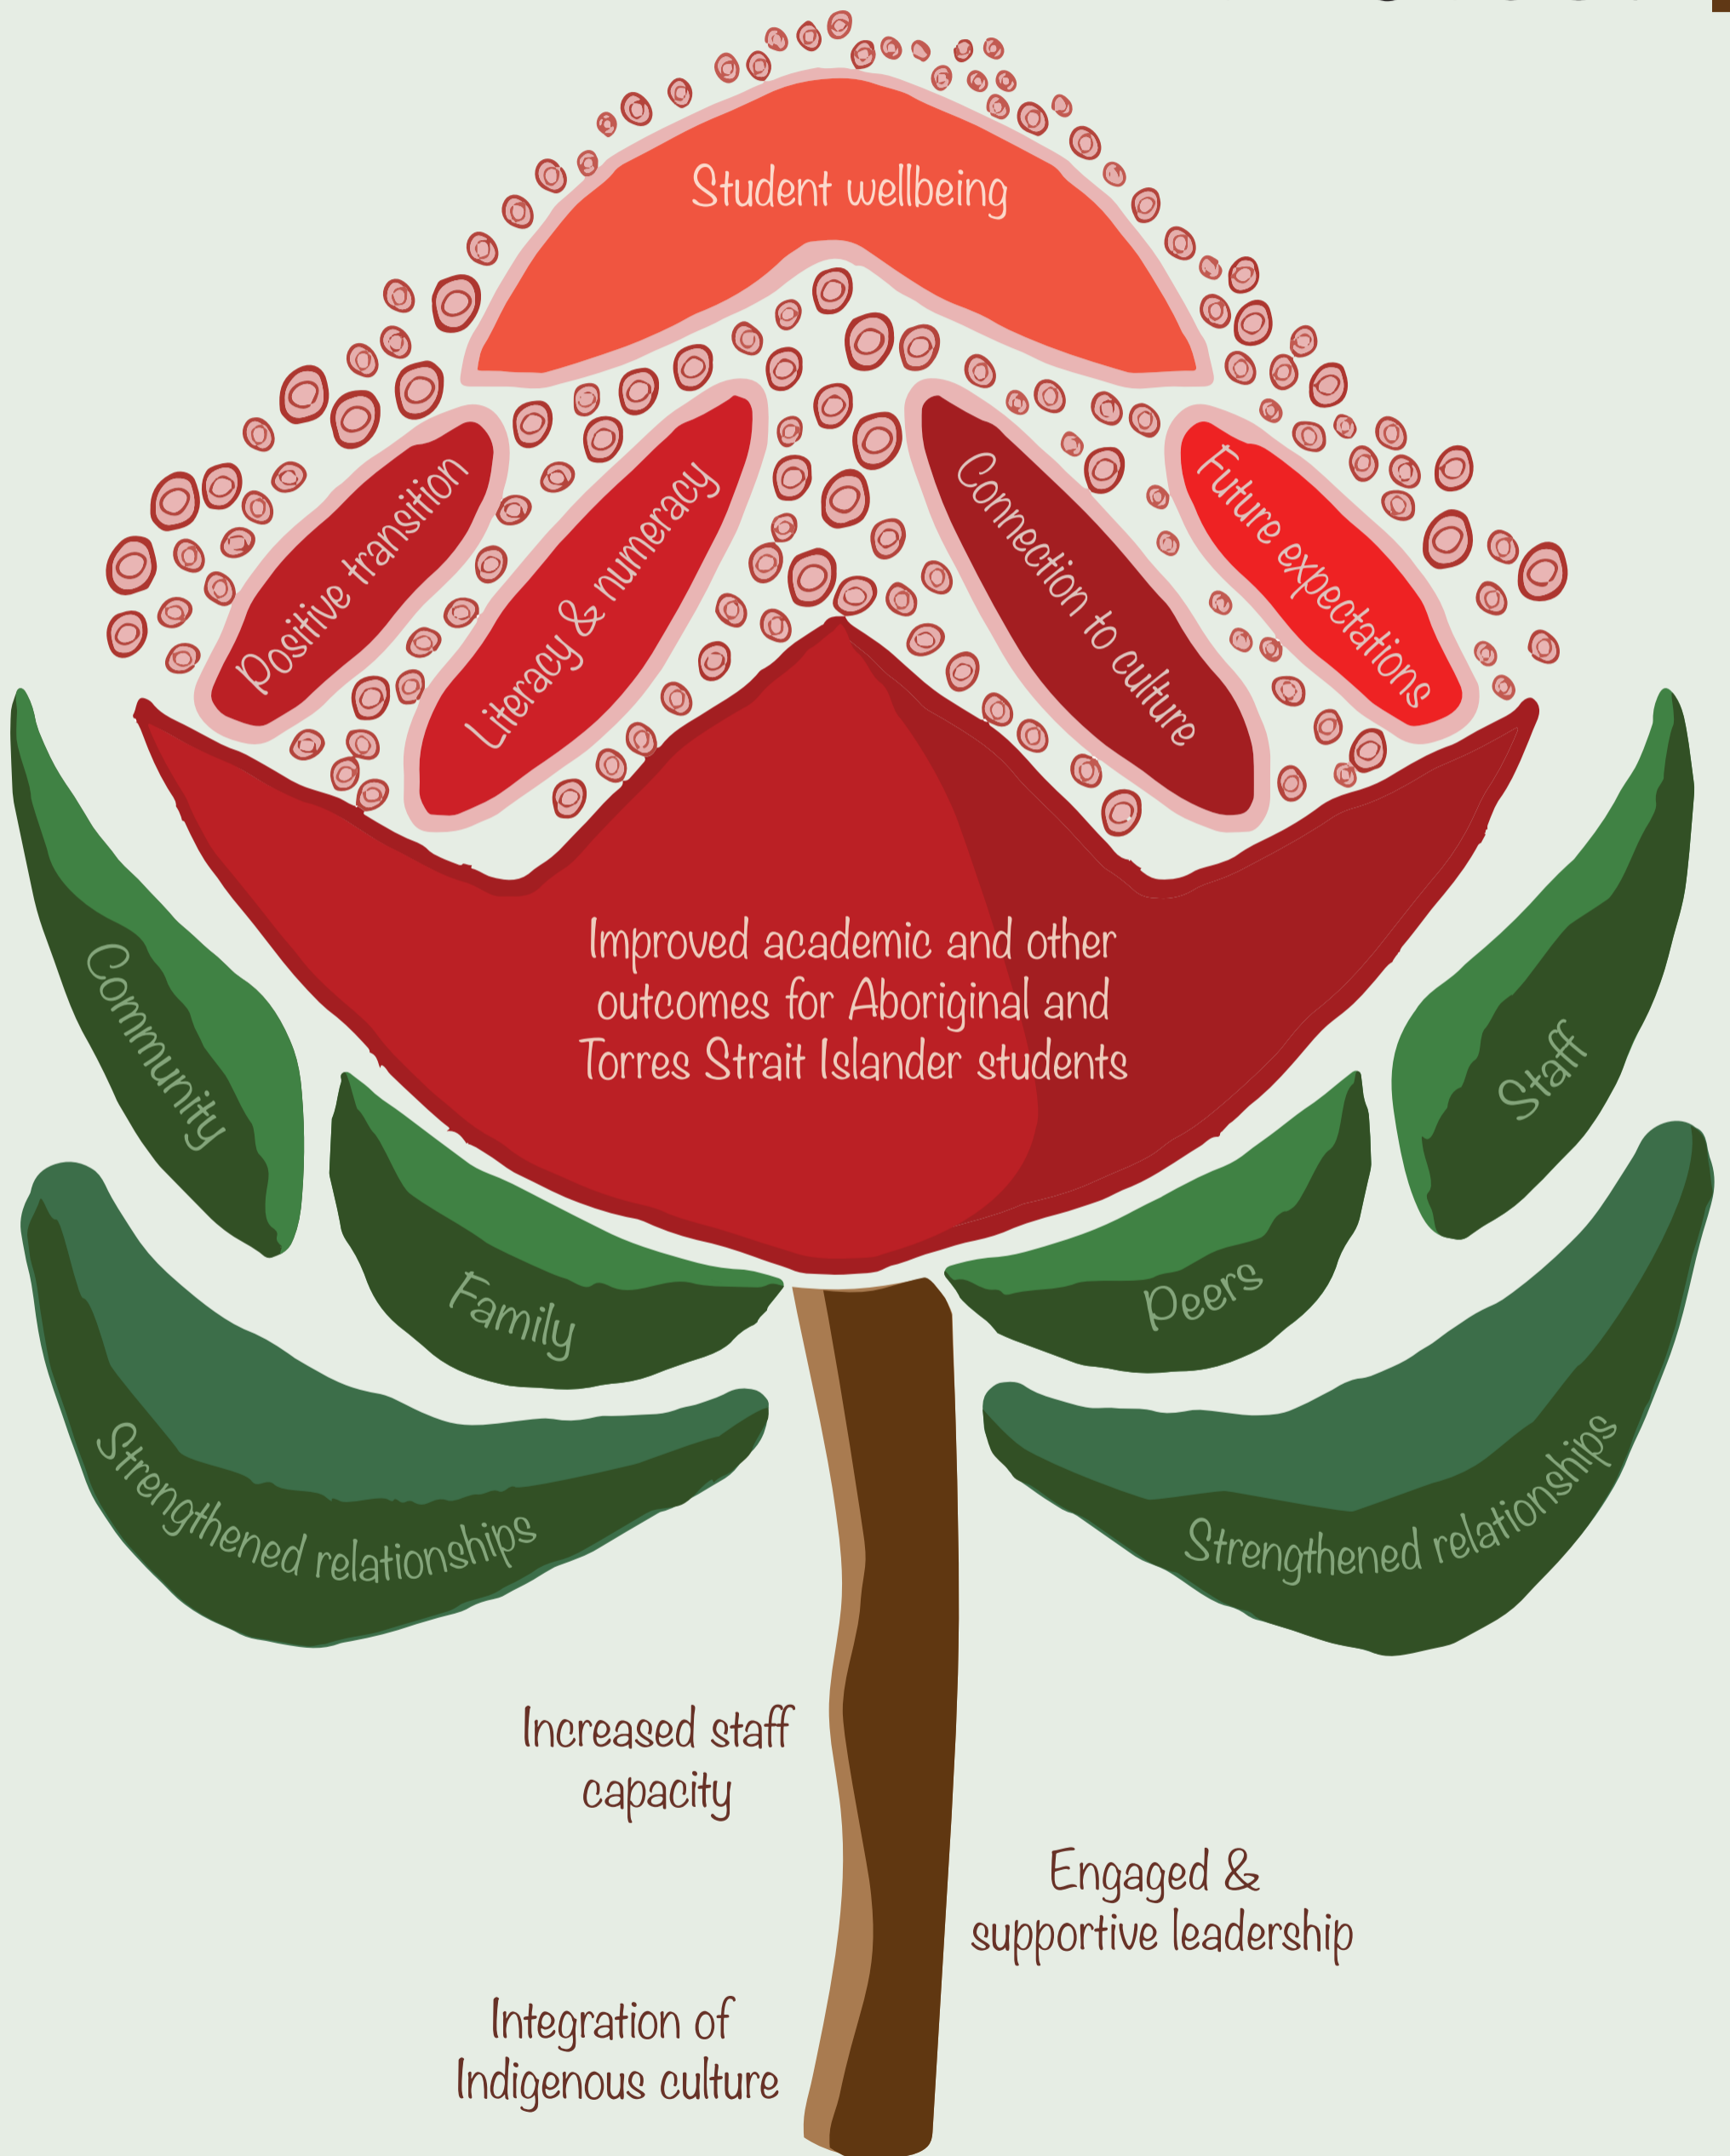 Student wellbeing
Positive transition
Literacy & numeracy
Connection to culture
Future expectations
Improved academic and other
outcomes for Aboriginal and
Torres Strait Islander students
Community
Staff
Family
Peers
Strengthened relationships
Strengthened relationships
Increased staff
capacity
Engaged &
supportive leadership
Integration of
Indigenous culture